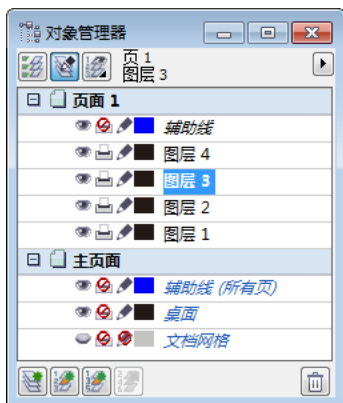 对象管理器
页 1
图层 3
页面 1
辅助线
图层 4
图层 3
图层 2
图层 1
主页面
辅助线 (所有页)
桌面
文档网格